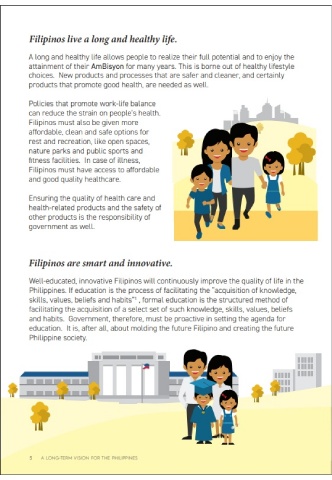 Filipinos live a long and healthy life.
A long and healthy life allows people to realize their full potential and to enjoy the
attainment of their AmBisyon for many years. This is borne out of healthy lifestyle
choices. New products and processes that are safer and cleaner, and certainly
products that promote good health, are needed as well.
Policies that promote work-life balance
can reduce the strain on people's health.
Filipinos must also be given more
affordable, clean and safe options for
rest and recreation, like open spaces,
nature parks and public sports and
fitness facilities. In case of illness,
Filipinos must have access to affordable
and good quality healthcare.
Ensuring the quality of health care and
health-related products and the safety of
other products is the responsibility of
government as well.
Filipinos are smart and innovative.
Well-educated, innovative Filipinos will continuously improve the quality of life in the
Philippines. If education is the process of facilitating the "acquisition of knowledge,
skills, values, beliefs and habits"¹ , formal education is the structured method of
facilitating the acquisition of a select set of such knowledge, skills, values, beliefs
and habits. Government, therefore, must be proactive in setting the agenda for
education. It is, after all, about molding the future Filipino and creating the future
Philippine society.
A LONG-TERM VISION FOR THE PHILIPPINES